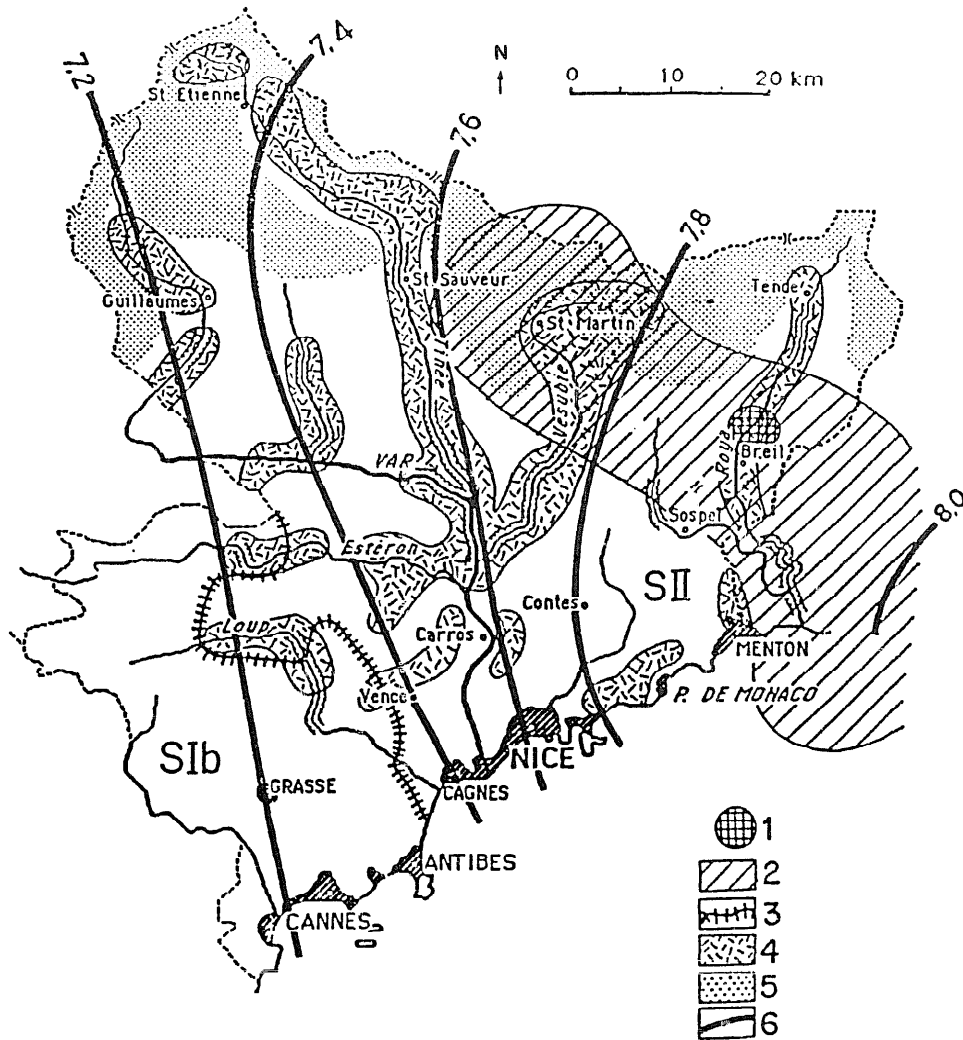 7.2
7.4
7.6
7.8
8.0
N
0 10 20 km
St Etienne
Guillaumes
St Sauveur
St Martin
Tende
Vésubie
VAR
Roya
Breil
Sospel
Estéron
SII
Contes
Carros
Loup
MENTON
Vence
P. DE MONACO
NICE
SIb
GRASSE
CAGNES
ANTIBES
CANNES
1
2
3
4
5
6